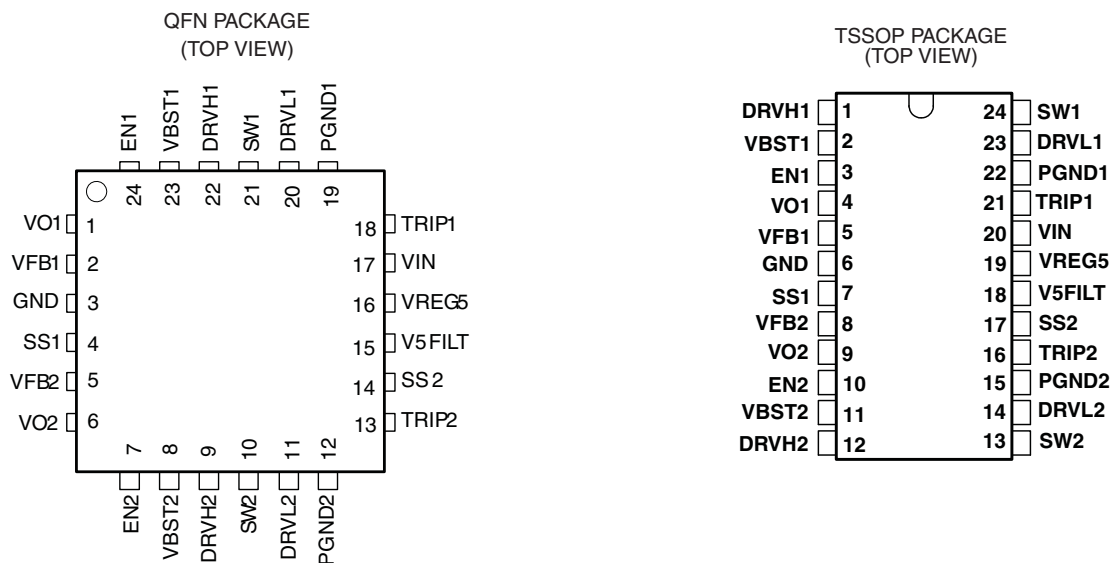 QFN PACKAGE
(TOP VIEW)
EN1
VBST1
DRVH1
SW1
DRVL1
PGND1
24
23
22
21
20
19
VO1 1
VFB1 2
GND 3
SS1 4
VFB2 5
VO2 6
18 TRIP1
17 VIN
16 VREG5
15 V5FILT
14 SS2
13 TRIP2
7
8
9
10
11
12
EN2
VBST2
DRVH2
SW2
DRVL2
PGND2
TSSOP PACKAGE
(TOP VIEW)
DRVH1 1 24 SW1
VBST1 2 23 DRVL1
EN1 3 22 PGND1
VO1 4 21 TRIP1
VFB1 5 20 VIN
GND 6 19 VREG5
SS1 7 18 V5FILT
VFB2 8 17 SS2
VO2 9 16 TRIP2
EN2 10 15 PGND2
VBST2 11 14 DRVL2
DRVH2 12 13 SW2